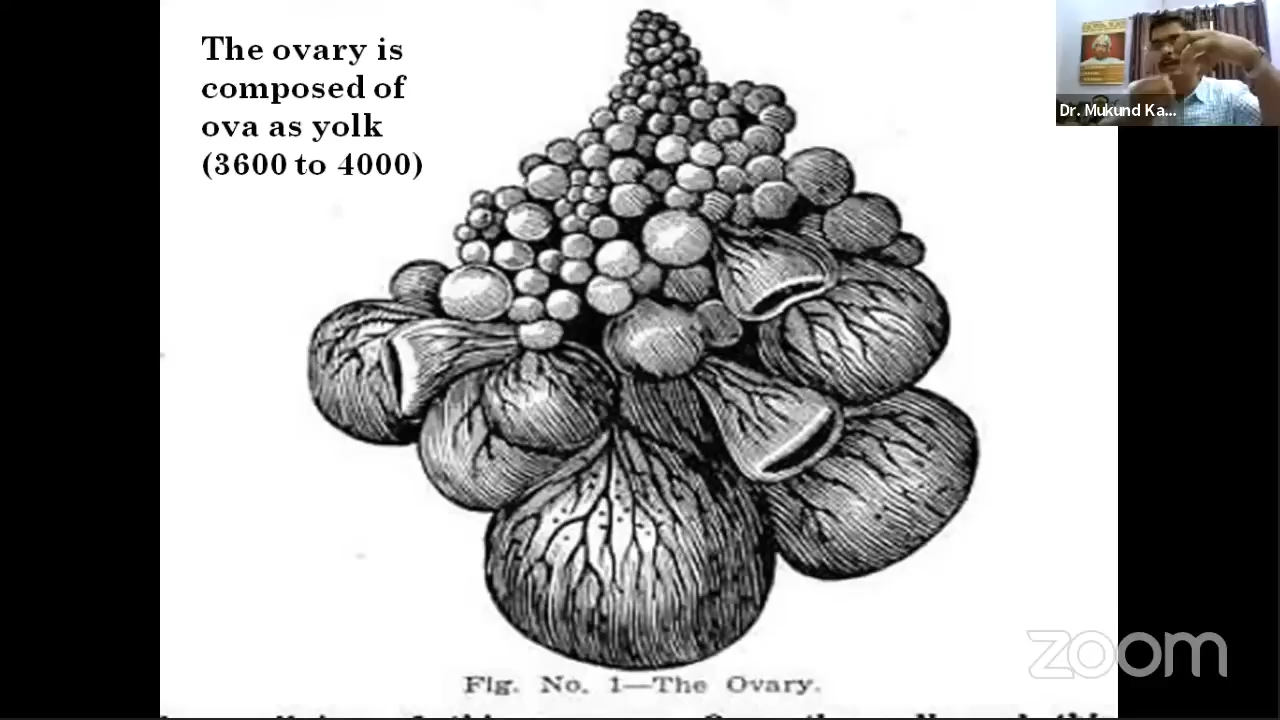 The ovary is
composed of
ova as yolk
(3600 to 4000)
Dr. Mukund Ka...
zoom
Fig. No. 1—The Ovary.